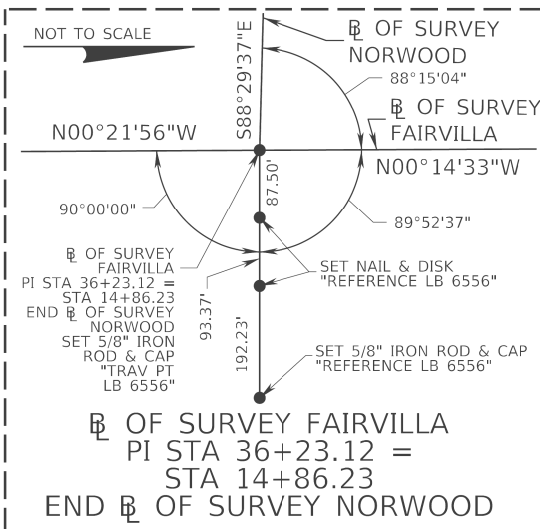 NOT TO SCALE
S88°29'37"E
℄ OF SURVEY
NORWOOD
88°15'04"
℄ OF SURVEY
FAIRVILLA
N00°21'56"W
N00°14'33"W
87.50'
90°00'00"
89°52'37"
℄ OF SURVEY
FAIRVILLA
PI STA 36+23.12 =
STA 14+86.23
END ℄ OF SURVEY
NORWOOD
SET 5/8" IRON
ROD & CAP
"TRAV PT
LB 6556"
93.37'
192.23'
SET NAIL & DISK
"REFERENCE LB 6556"
SET 5/8" IRON ROD & CAP
"REFERENCE LB 6556"
℄ OF SURVEY FAIRVILLA
PI STA 36+23.12 =
STA 14+86.23
END ℄ OF SURVEY NORWOOD